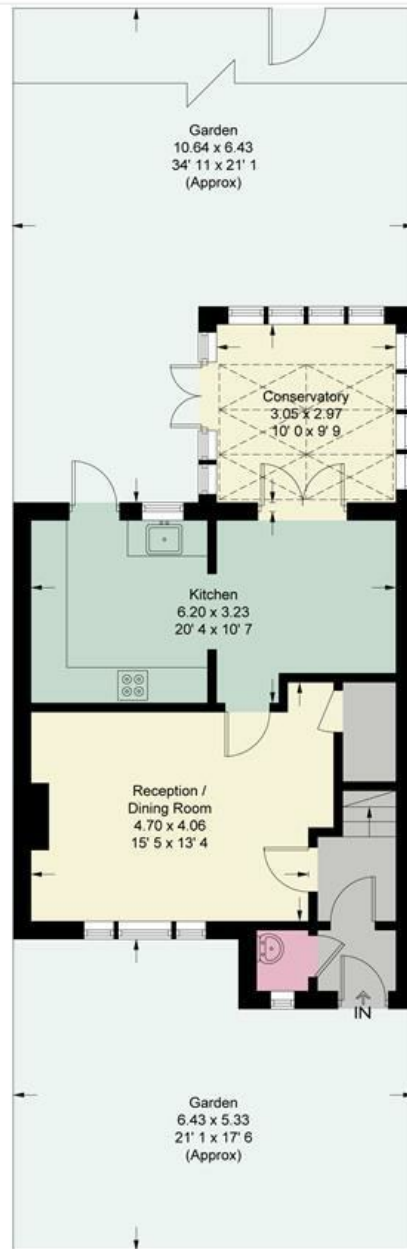 Garden
10.64 x 6.43
34' 11 x 21' 1
(Approx)
Conservatory
3.05 x 2.97
10' 0 x 9' 9
Kitchen
6.20 x 3.23
20' 4 x 10' 7
Reception /
Dining Room
4.70 x 4.06
15' 5 x 13' 4
IN
Garden
6.43 x 5.33
21' 1 x 17' 6
(Approx)